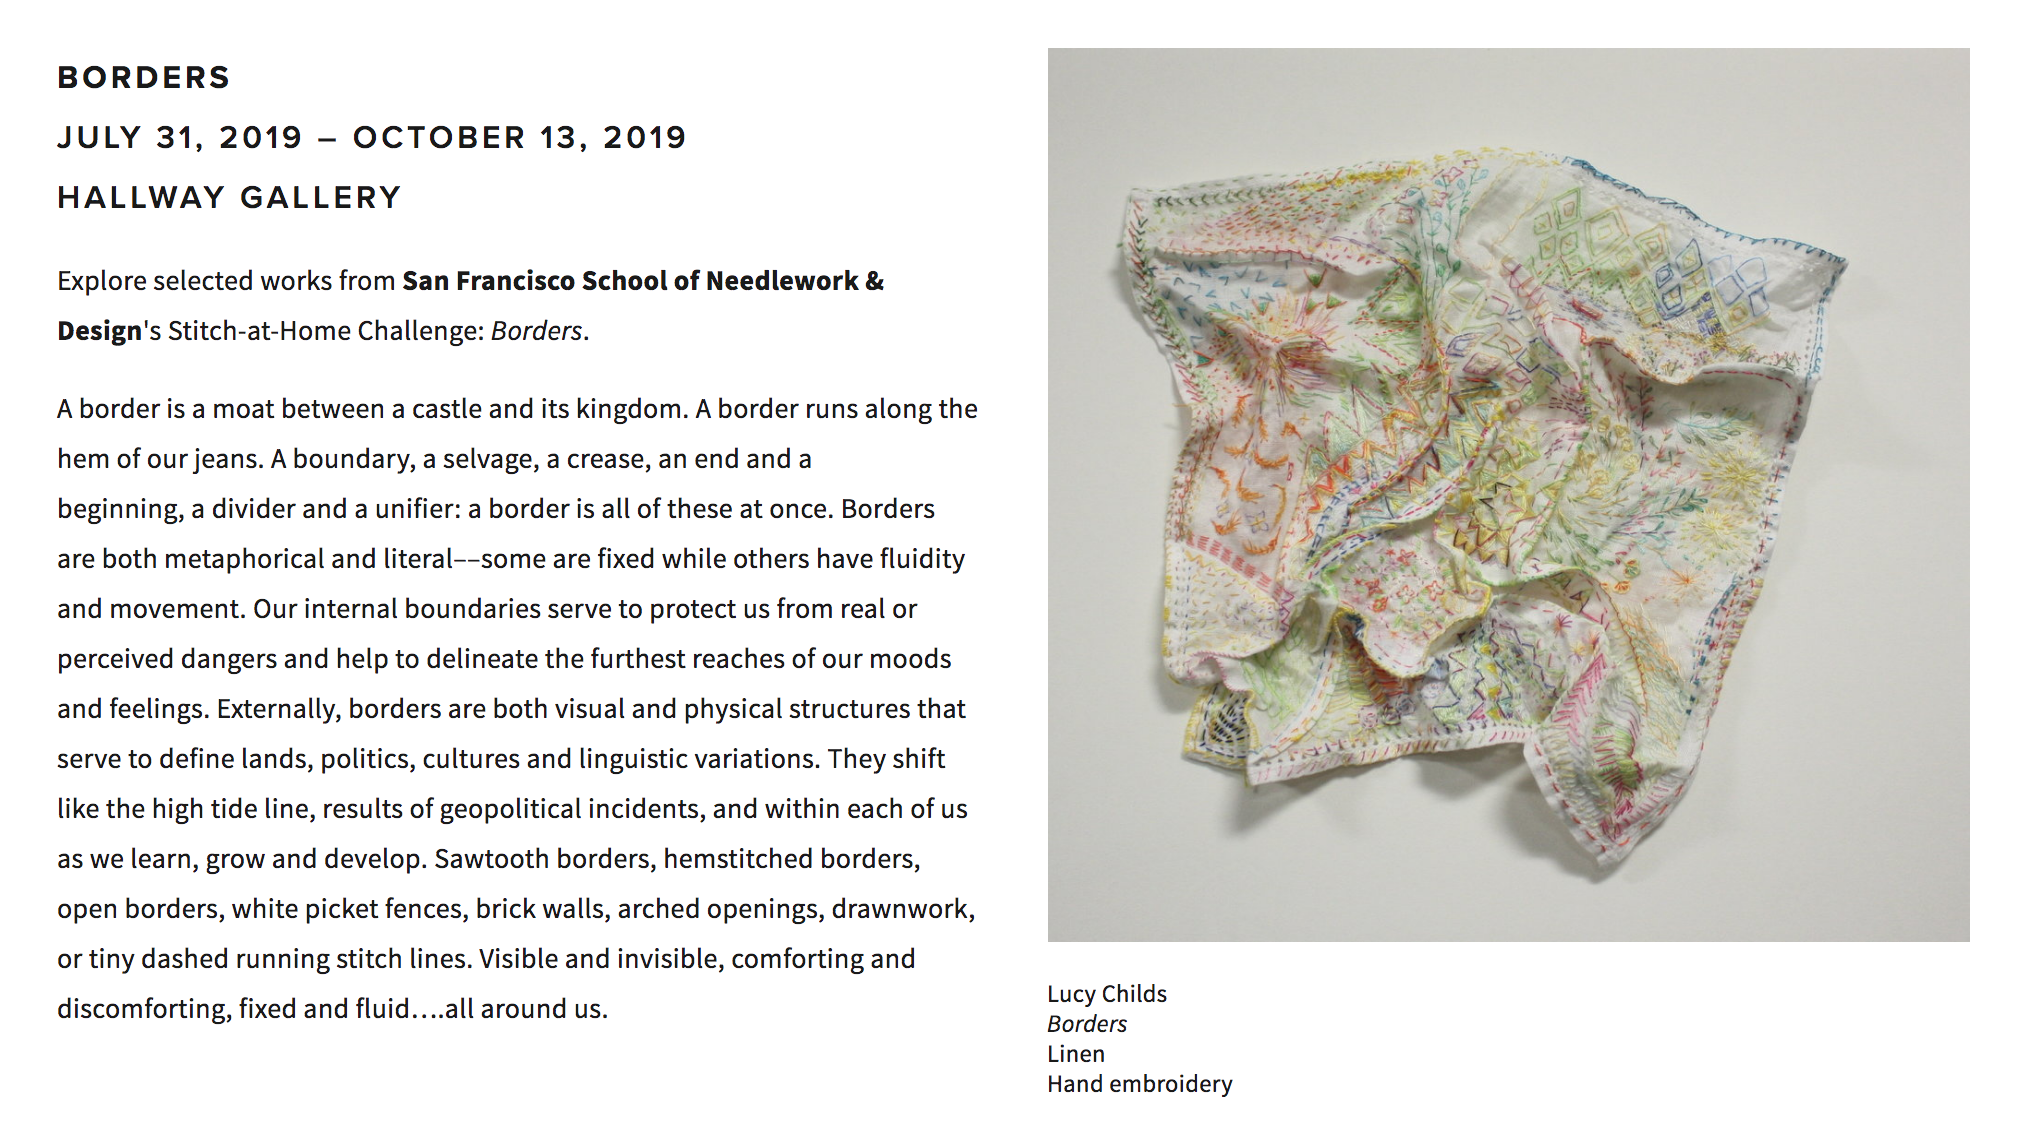 BORDERS
JULY 31, 2019 – OCTOBER 13, 2019
HALLWAY GALLERY
Explore selected works from San Francisco School of Needlework &
Design's Stitch-at-Home Challenge: Borders.
A border is a moat between a castle and its kingdom. A border runs along the
hem of our jeans. A boundary, a selvage, a crease, an end and a
beginning, a divider and a unifier: a border is all of these at once. Borders
are both metaphorical and literal––some are fixed while others have fluidity
and movement. Our internal boundaries serve to protect us from real or
perceived dangers and help to delineate the furthest reaches of our moods
and feelings. Externally, borders are both visual and physical structures that
serve to define lands, politics, cultures and linguistic variations. They shift
like the high tide line, results of geopolitical incidents, and within each of us
as we learn, grow and develop. Sawtooth borders, hemstitched borders,
open borders, white picket fences, brick walls, arched openings, drawnwork,
or tiny dashed running stitch lines. Visible and invisible, comforting and
discomforting, fixed and fluid….all around us.
Lucy Childs
Borders
Linen
Hand embroidery